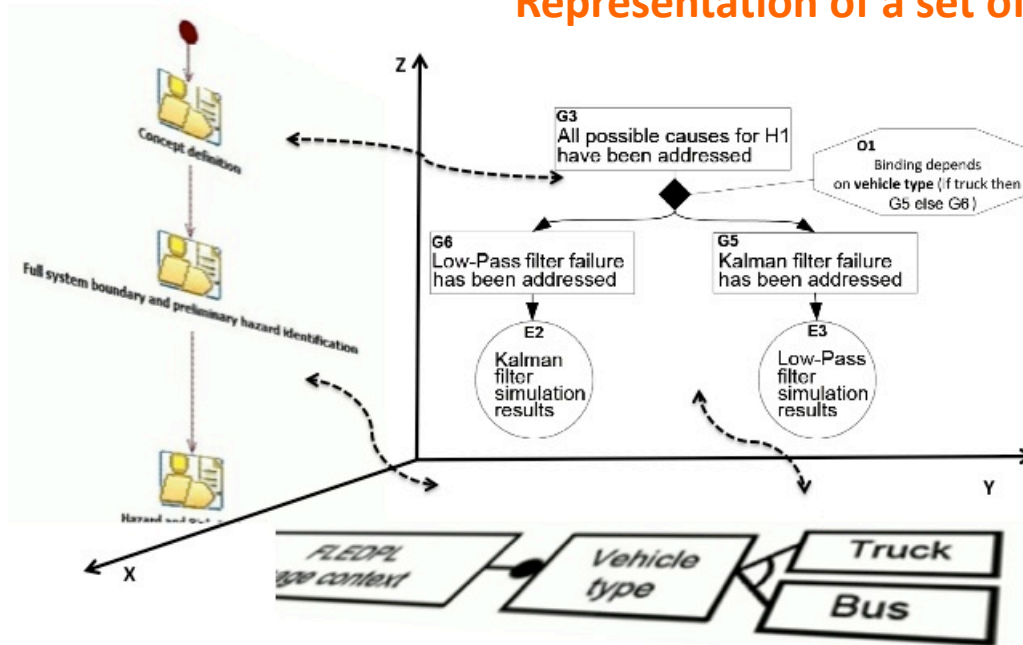 Representation of a set of
Z
G3
All possible causes for H1
have been addressed
O1
Binding depends
on vehicle type (if truck then
G5 else G6)
Concept definition
G6
Low-Pass filter failure
has been addressed
G5
Kalman filter failure
has been addressed
Full system boundary and preliminary hazard identification
E2
Kalman
filter
simulation
results
E3
Low-Pass
filter
simulation
results
Y
Hazard and
X
FLEDPL
context
Vehicle
type
Truck
Bus